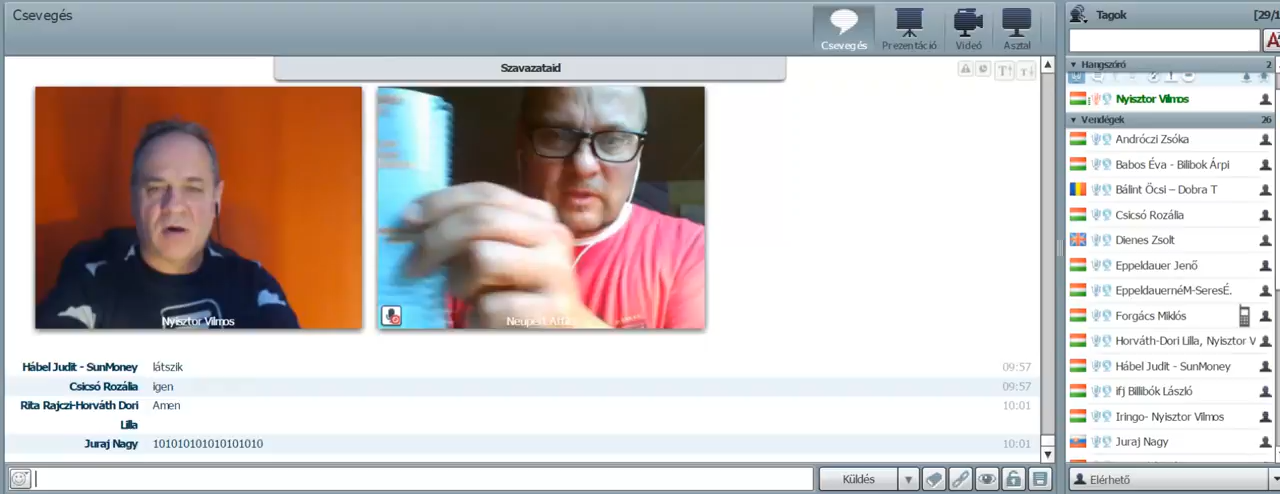 Csevegés
Csevegés
Prezentáció
Videó
Asztal
Szavazataid
Nyisztor Vilmos
Neupert
Hábel Judit - SunMoney látszik 09:57
Csicsó Rozália igen 09:57
Rita Rajczi-Horváth Dori Amen 10:01
Lilla
Juraj Nagy 101010101010101010 10:01
Küldés
Tagok [29/1
Hangszóró 2
Nyisztor Vilmos
Vendégek 26
Andróczi Zsóka
Babos Éva - Bilibok Árpi
Bálint Öcsi – Dobra T
Csicsó Rozália
Dienes Zsolt
Eppeldauer Jenő
EppeldauernéM-SeresÉ.
Forgács Miklós
Horváth-Dori Lilla, Nyisztor V
Hábel Judit - SunMoney
ifj Billibók László
Iringo- Nyisztor Vilmos
Juraj Nagy
Elérhető